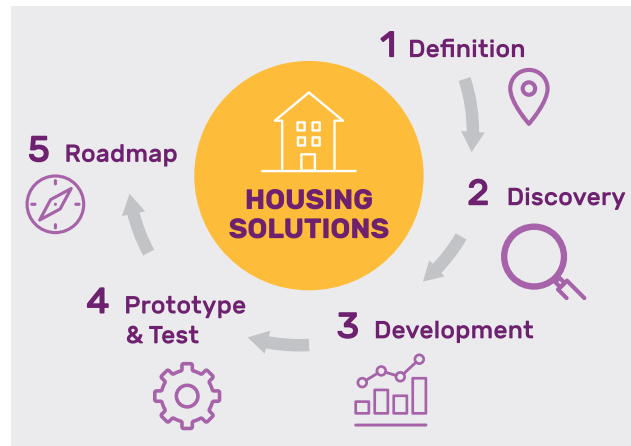 1 Definition
2 Discovery
3 Development
4 Prototype
& Test
5 Roadmap
HOUSING
SOLUTIONS